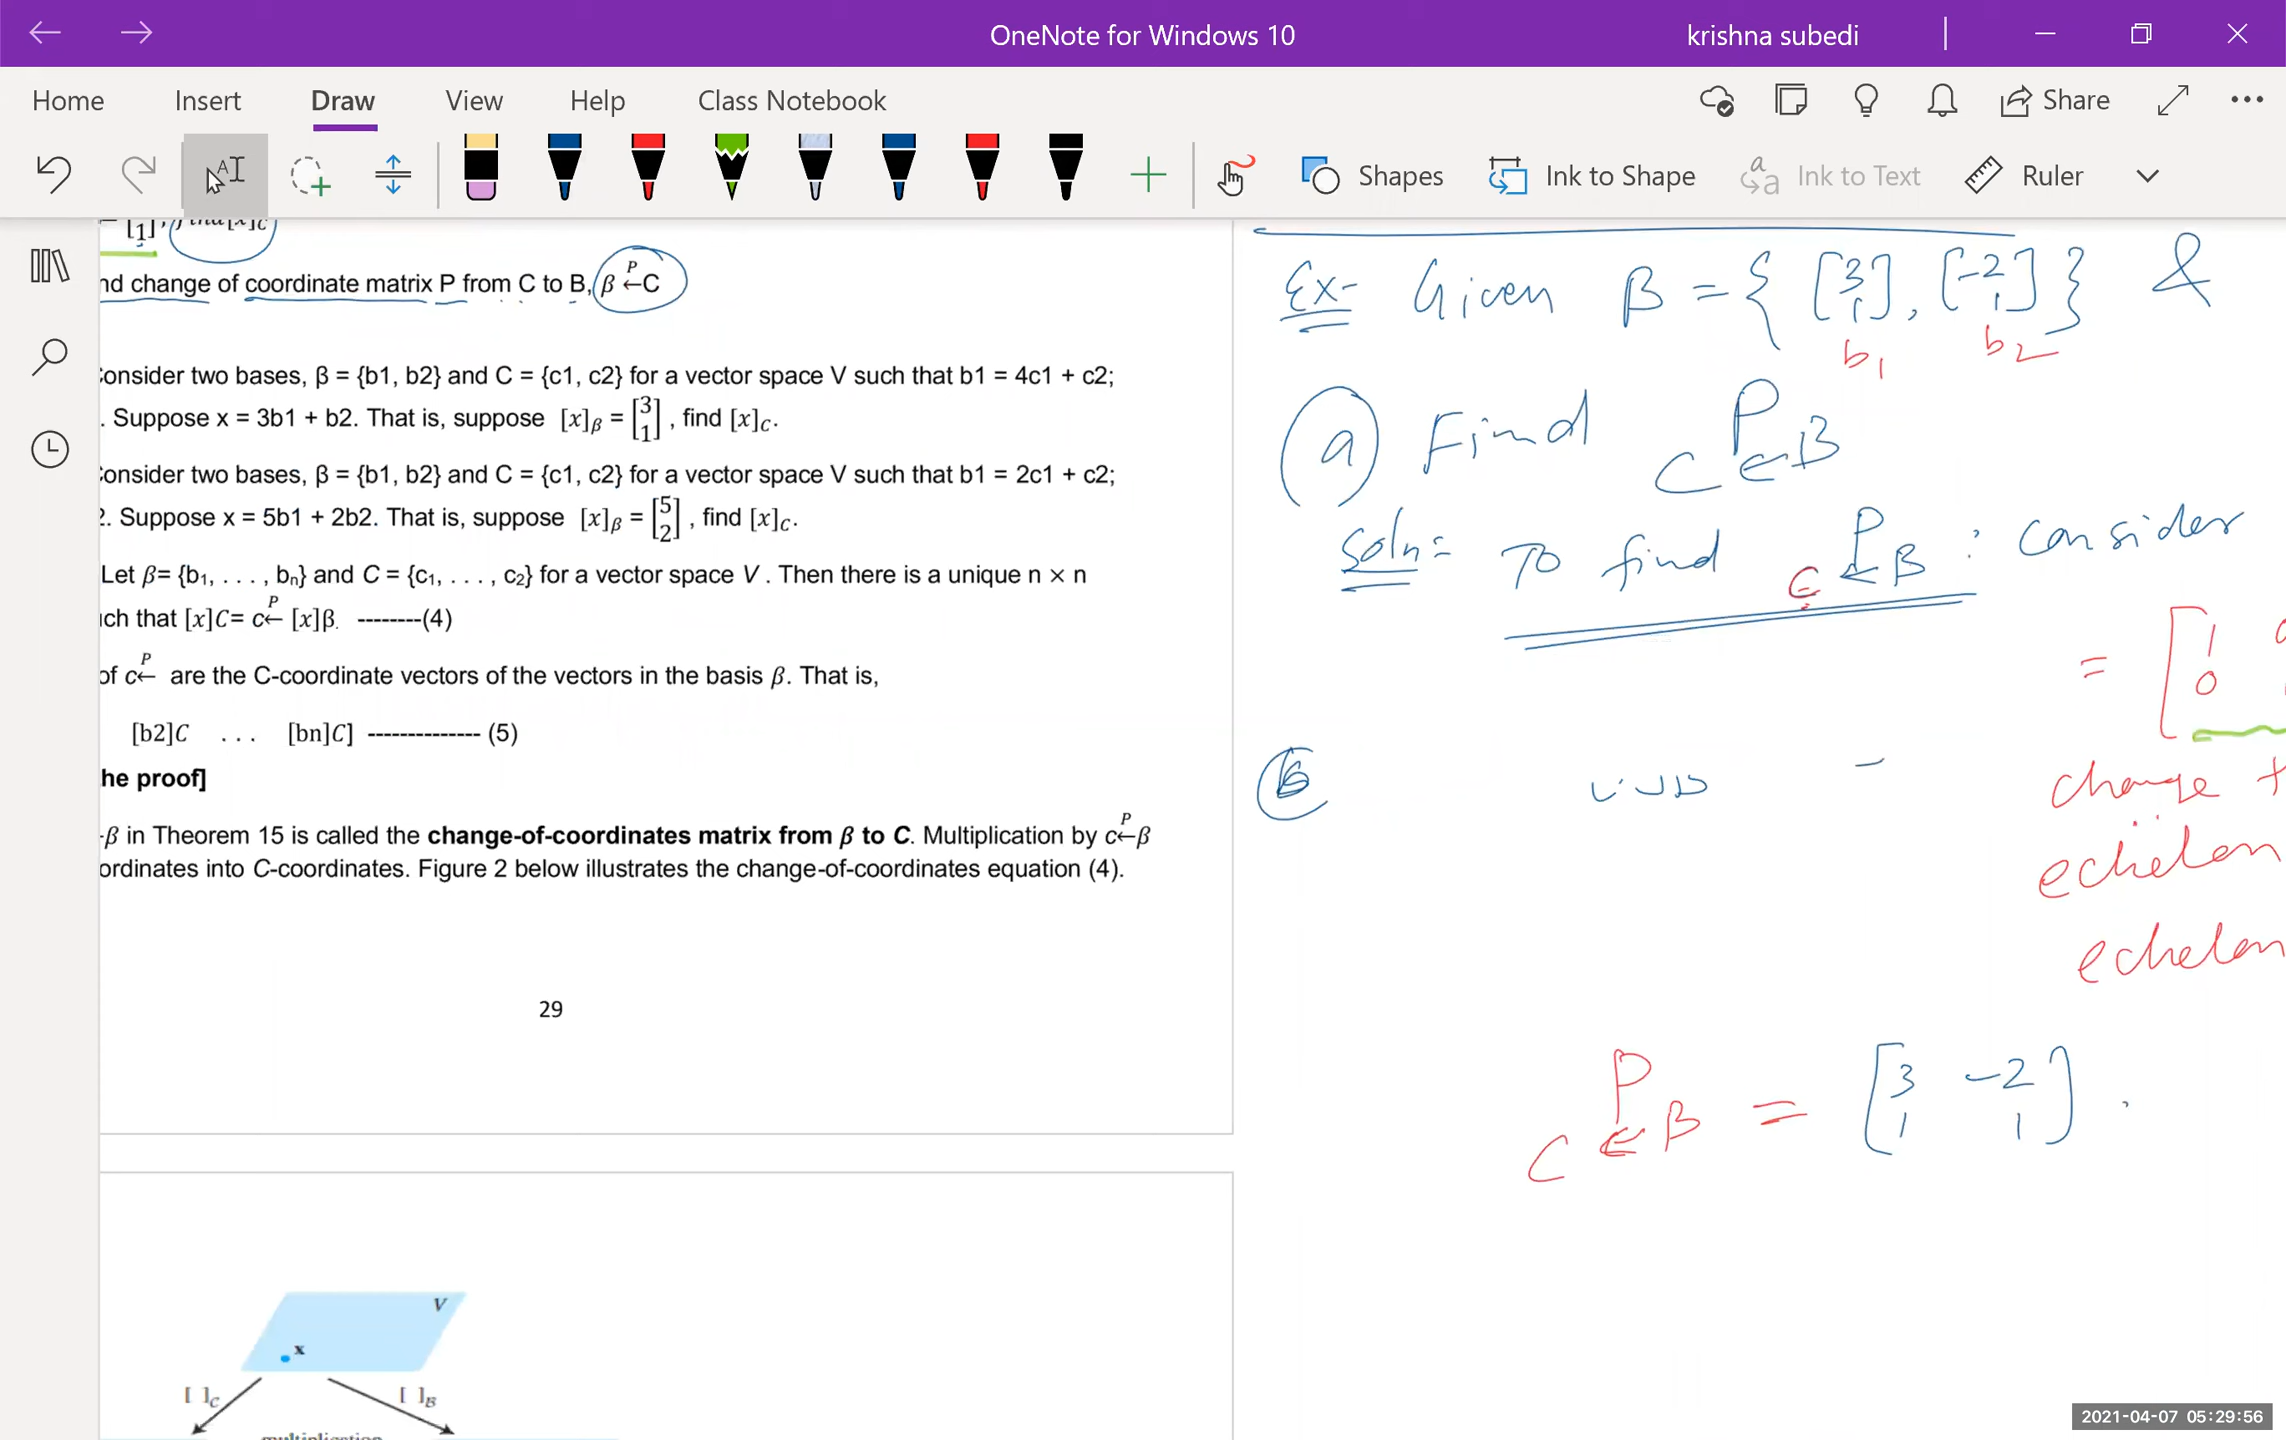 OneNote for Windows 10
krishna subedi
Home Insert Draw View Help Class Notebook
Share
Shapes Ink to Shape Ink to Text Ruler
nd change of coordinate matrix P from C to B, β ←P C
onsider two bases, β = {b1, b2} and C = {c1, c2} for a vector space V such that b1 = 4c1 + c2;
. Suppose x = 3b1 + b2. That is, suppose [x]β = [3 1] , find [x]C.
onsider two bases, β = {b1, b2} and C = {c1, c2} for a vector space V such that b1 = 2c1 + c2;
2. Suppose x = 5b1 + 2b2. That is, suppose [x]β = [5 2] , find [x]C.
Let β= {b1, . . . , bn} and C = {c1, . . . , c2} for a vector space V . Then there is a unique n × n
ich that [x]C= c←P [x]β. --------(4)
of c←P are the C-coordinate vectors of the vectors in the basis β. That is,
[b2]C . . . [bn]C] -------------- (5)
he proof]
-β in Theorem 15 is called the change-of-coordinates matrix from β to C. Multiplication by c←P β
ordinates into C-coordinates. Figure 2 below illustrates the change-of-coordinates equation (4).
29
V
x
[ ]C [ ]B
Ex- Given β = { [3 1], [-2 1] } &
b1 b2
(a) Find P C←B
Soln= To find P C←B : consider
= [1
0
change
echelon
echelon
(b)
P C←B = [3 -2
1 1] .
2021-04-07 05:29:56